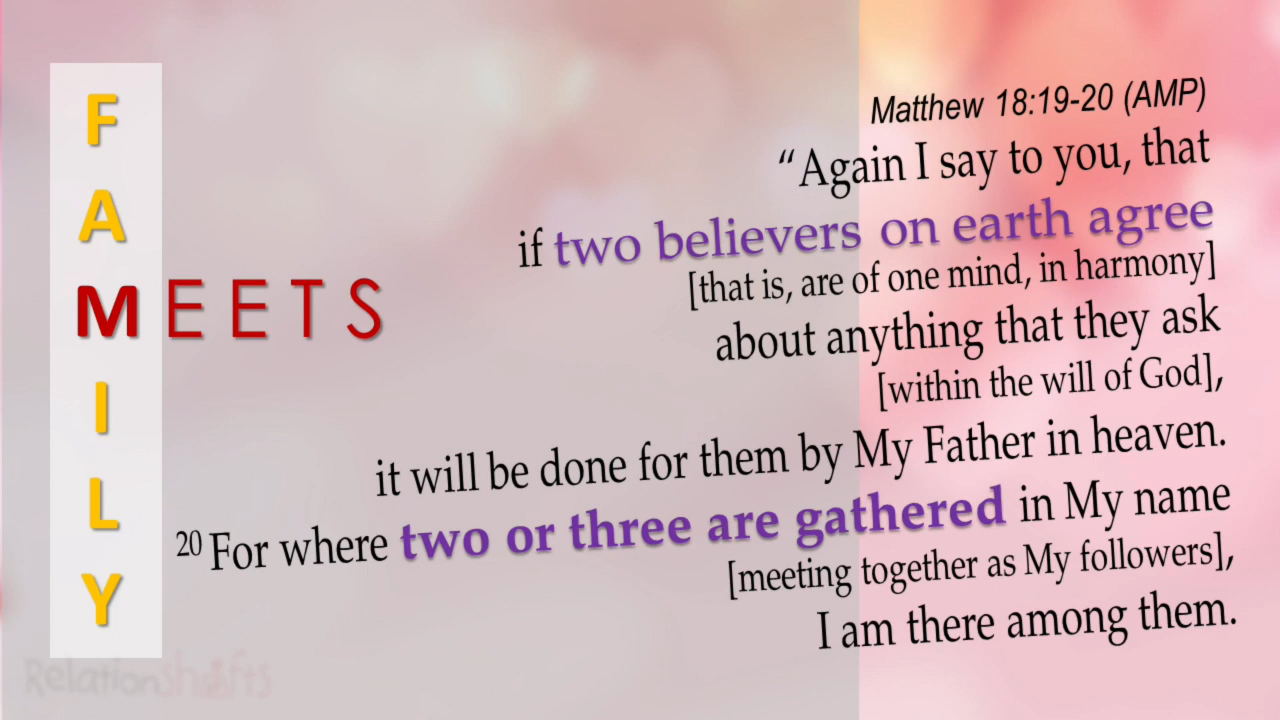 F
A
MEETS
I
L
Y
Matthew 18:19-20 (AMP)
“Again I say to you, that
if two believers on earth agree
[that is, are of one mind, in harmony]
about anything that they ask
[within the will of God],
it will be done for them by My Father in heaven.
20 For where two or three are gathered in My name
[meeting together as My followers],
I am there among them.
RelationShifts